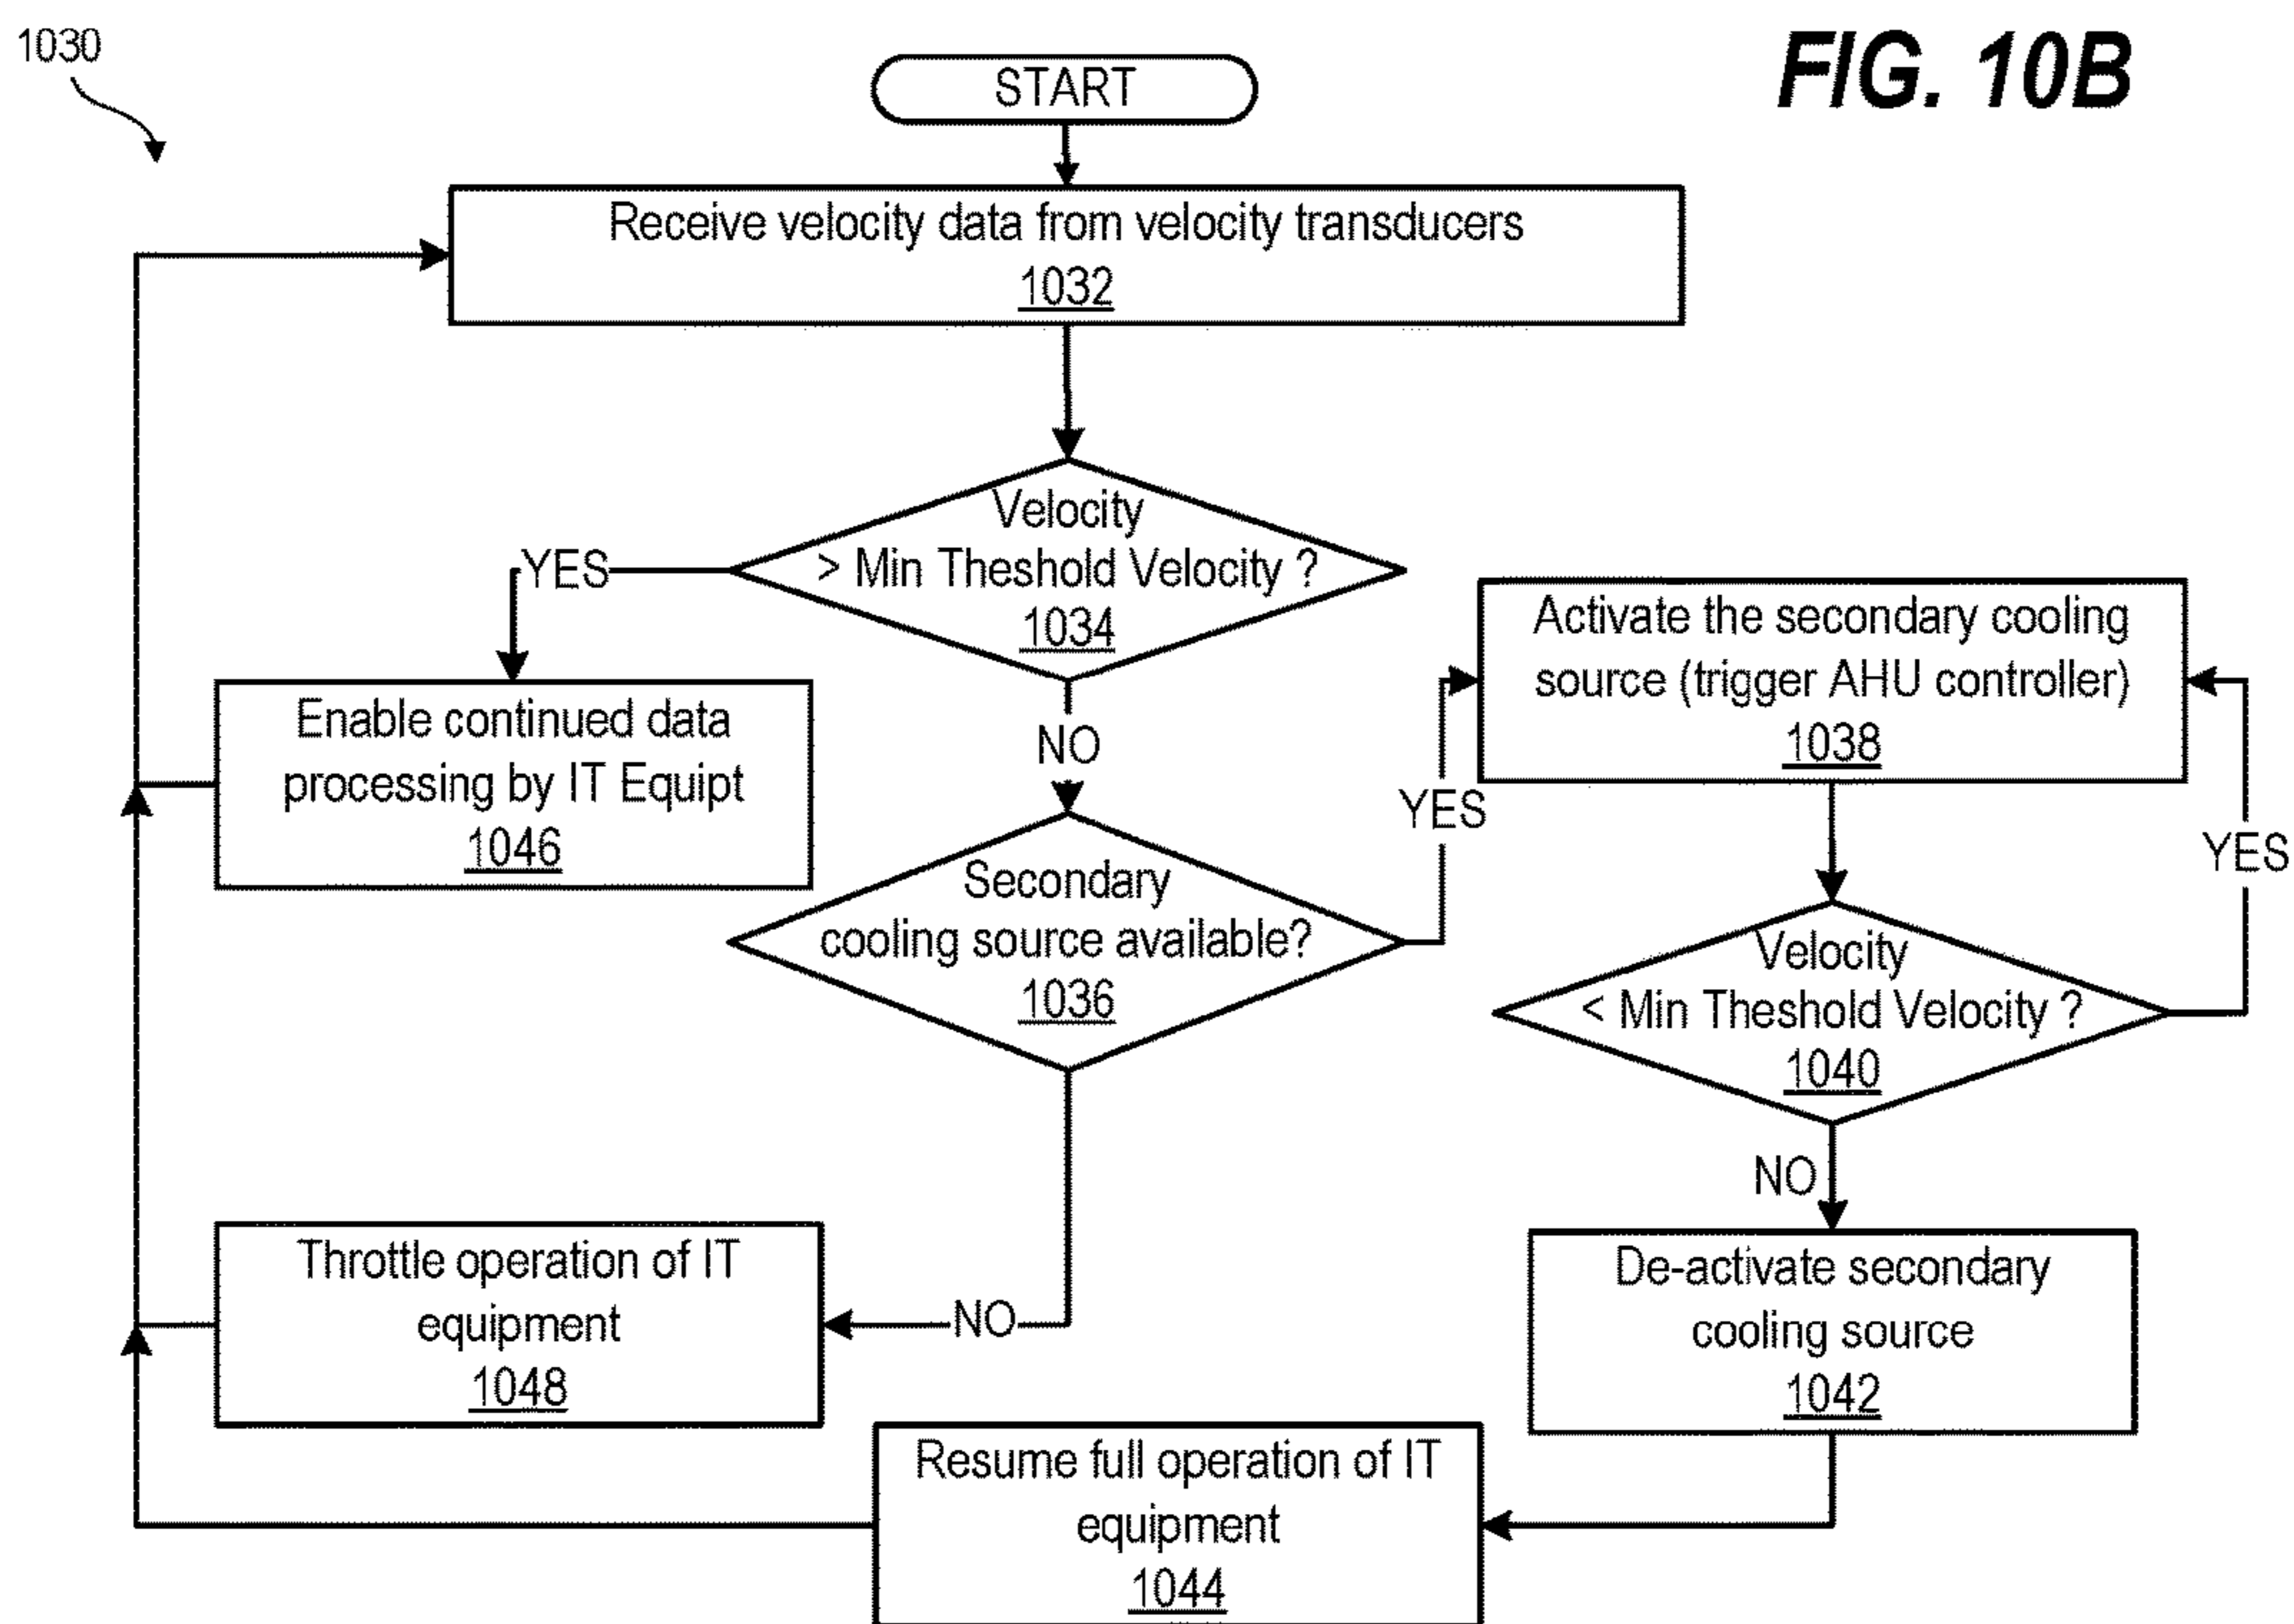 1030
FIG. 10B
START
Receive velocity data from velocity transducers
1032
Velocity
> Min Theshold Velocity ?
1034
YES
NO
Enable continued data
processing by IT Equipt
1046
Secondary
cooling source available?
1036
YES
Activate the secondary cooling
source (trigger AHU controller)
1038
YES
Velocity
< Min Theshold Velocity ?
1040
NO
NO
Throttle operation of IT
equipment
1048
De-activate secondary
cooling source
1042
Resume full operation of IT
equipment
1044